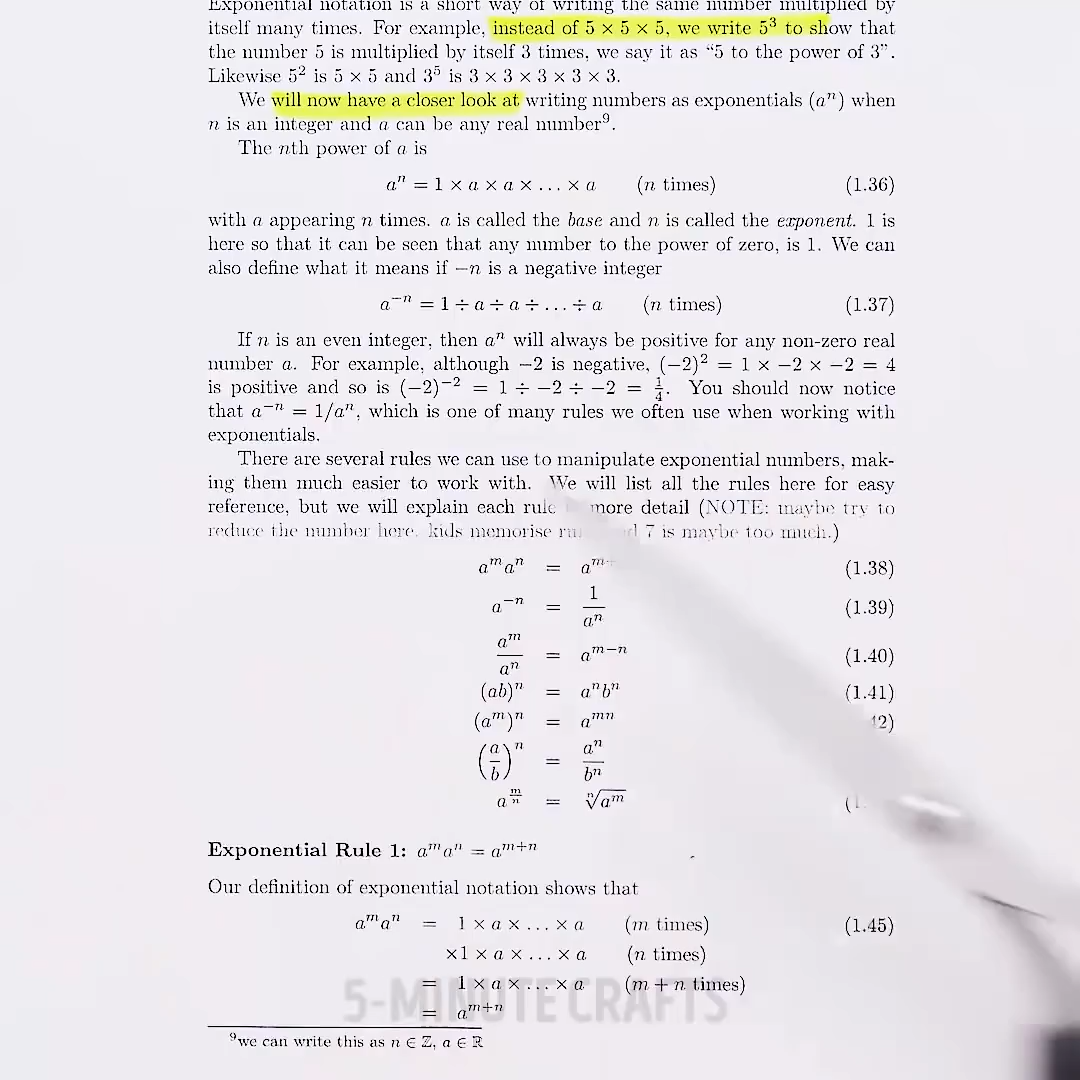 Exponential notation is a short way of writing the same number multiplied by
itself many times. For example, instead of 5 × 5 × 5, we write 5³ to show that
the number 5 is multiplied by itself 3 times, we say it as “5 to the power of 3”.
Likewise 5² is 5 × 5 and 3⁵ is 3 × 3 × 3 × 3 × 3.
We will now have a closer look at writing numbers as exponentials (aⁿ) when
n is an integer and a can be any real number⁹.
The nth power of a is
aⁿ = 1 × a × a × . . . × a (n times) (1.36)
with a appearing n times. a is called the base and n is called the exponent. 1 is
here so that it can be seen that any number to the power of zero, is 1. We can
also define what it means if −n is a negative integer
a⁻ⁿ = 1 ÷ a ÷ a ÷ . . . ÷ a (n times) (1.37)
If n is an even integer, then aⁿ will always be positive for any non-zero real
number a. For example, although −2 is negative, (−2)² = 1 × −2 × −2 = 4
is positive and so is (−2)⁻² = 1 ÷ −2 ÷ −2 = 1/4. You should now notice
that a⁻ⁿ = 1/aⁿ, which is one of many rules we often use when working with
exponentials.
There are several rules we can use to manipulate exponential numbers, mak-
ing them much easier to work with. We will list all the rules here for easy
reference, but we will explain each rule more detail (NOTE: maybe try to
reduce the number here. kids memorise 7 is maybe too much.)
aᵐaⁿ = aᵐ (1.38)
a⁻ⁿ = 1/aⁿ (1.39)
aᵐ/aⁿ = aᵐ⁻ⁿ (1.40)
(ab)ⁿ = aⁿbⁿ (1.41)
(aᵐ)ⁿ = aᵐⁿ
(a/b)ⁿ = aⁿ/bⁿ
a^(m/n) = ⁿ√aᵐ
Exponential Rule 1: aᵐaⁿ = aᵐ⁺ⁿ
Our definition of exponential notation shows that
aᵐaⁿ = 1 × a × . . . × a (m times) (1.45)
×1 × a × . . . × a (n times)
= 1 × a × . . . × a (m + n times)
= aᵐ⁺ⁿ
5-MINUTE CRAFTS
⁹we can write this as n ∈ ℤ, a ∈ ℝ